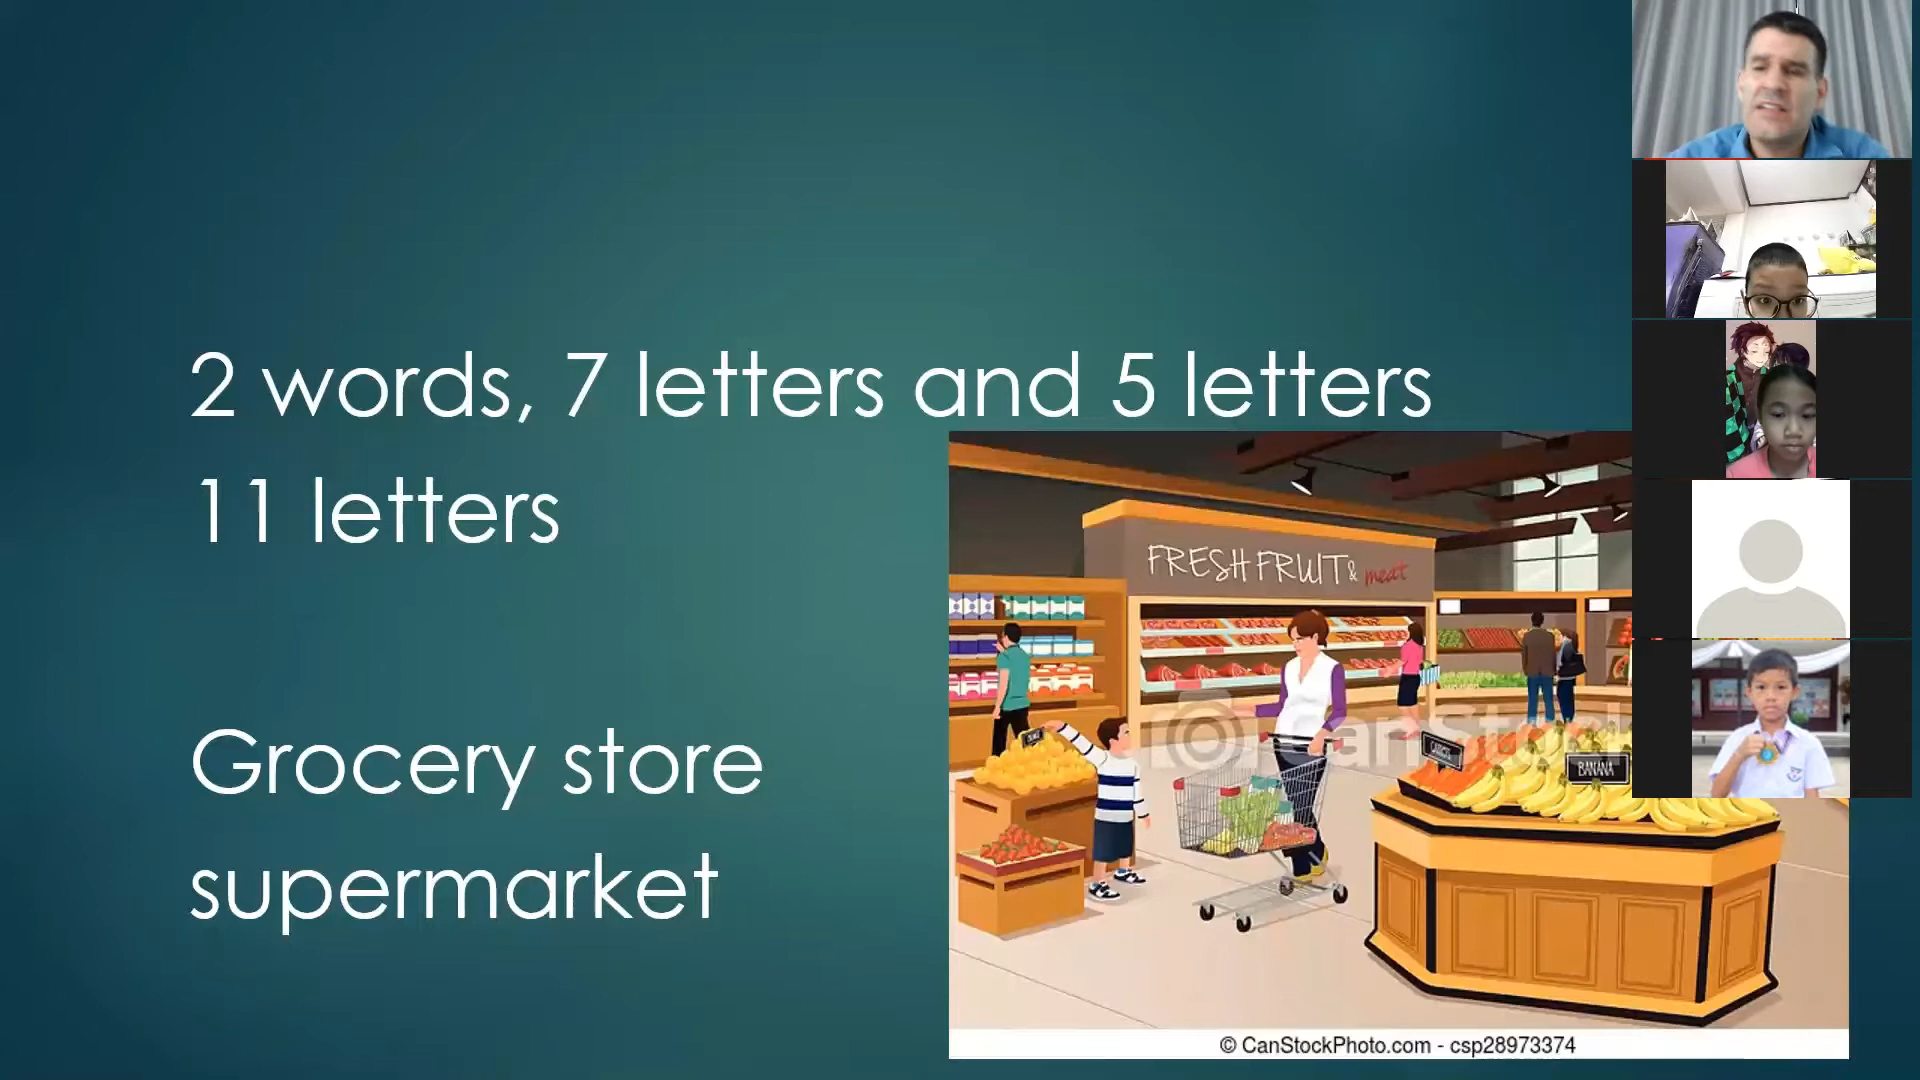 2 words, 7 letters and 5 letters
11 letters
Grocery store
supermarket
FRESH FRUIT & meat
CanStock
BANANA
© CanStockPhoto.com - csp28973374